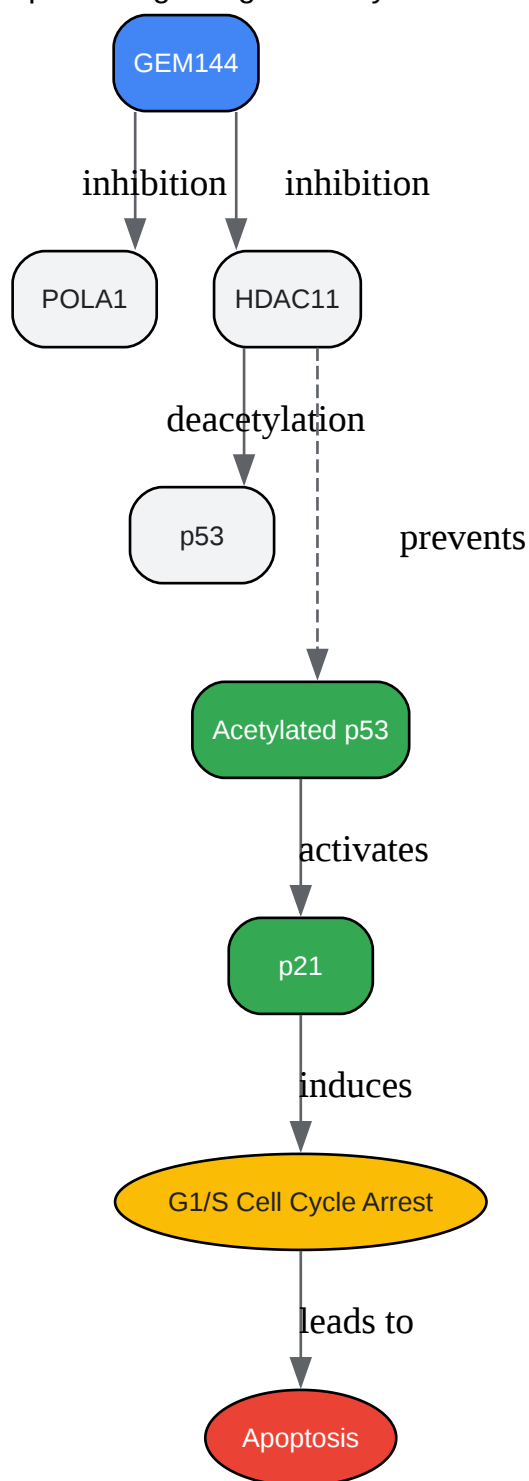 GEM144
inhibition inhibition
POLA1 HDAC11
deacetylation
p53
prevents
Acetylated p53
activates
p21
induces
G1/S Cell Cycle Arrest
leads to
Apoptosis